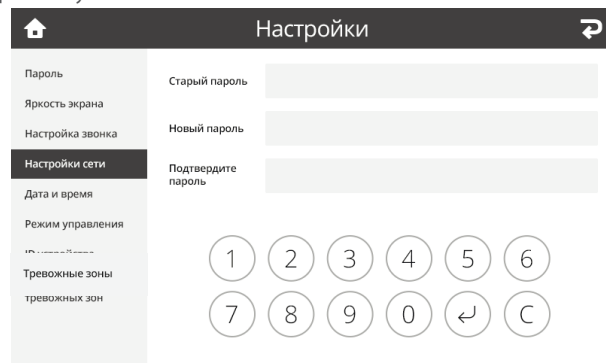 Настройки
Пароль
Яркость экрана
Настройка звонка
Настройки сети
Дата и время
Режим управления
Тревожные зоны
тревожных зон
Старый пароль
Новый пароль
Подтвердите
пароль
1 2 3 4 5 6
7 8 9 0 C